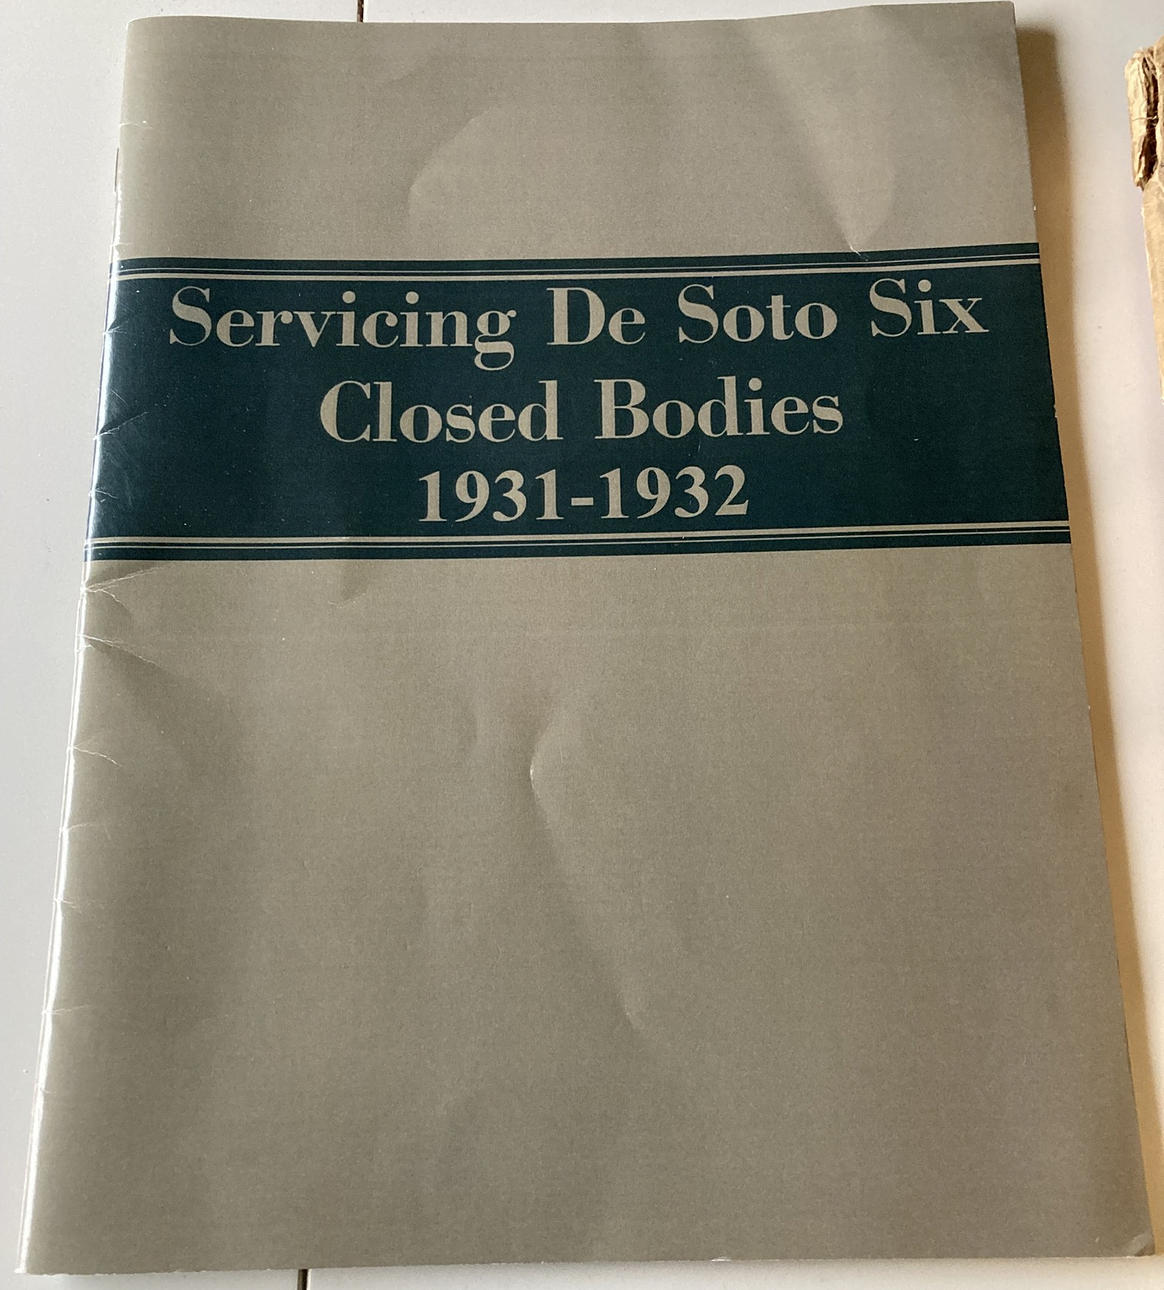 Servicing De Soto Six
Closed Bodies
1931-1932